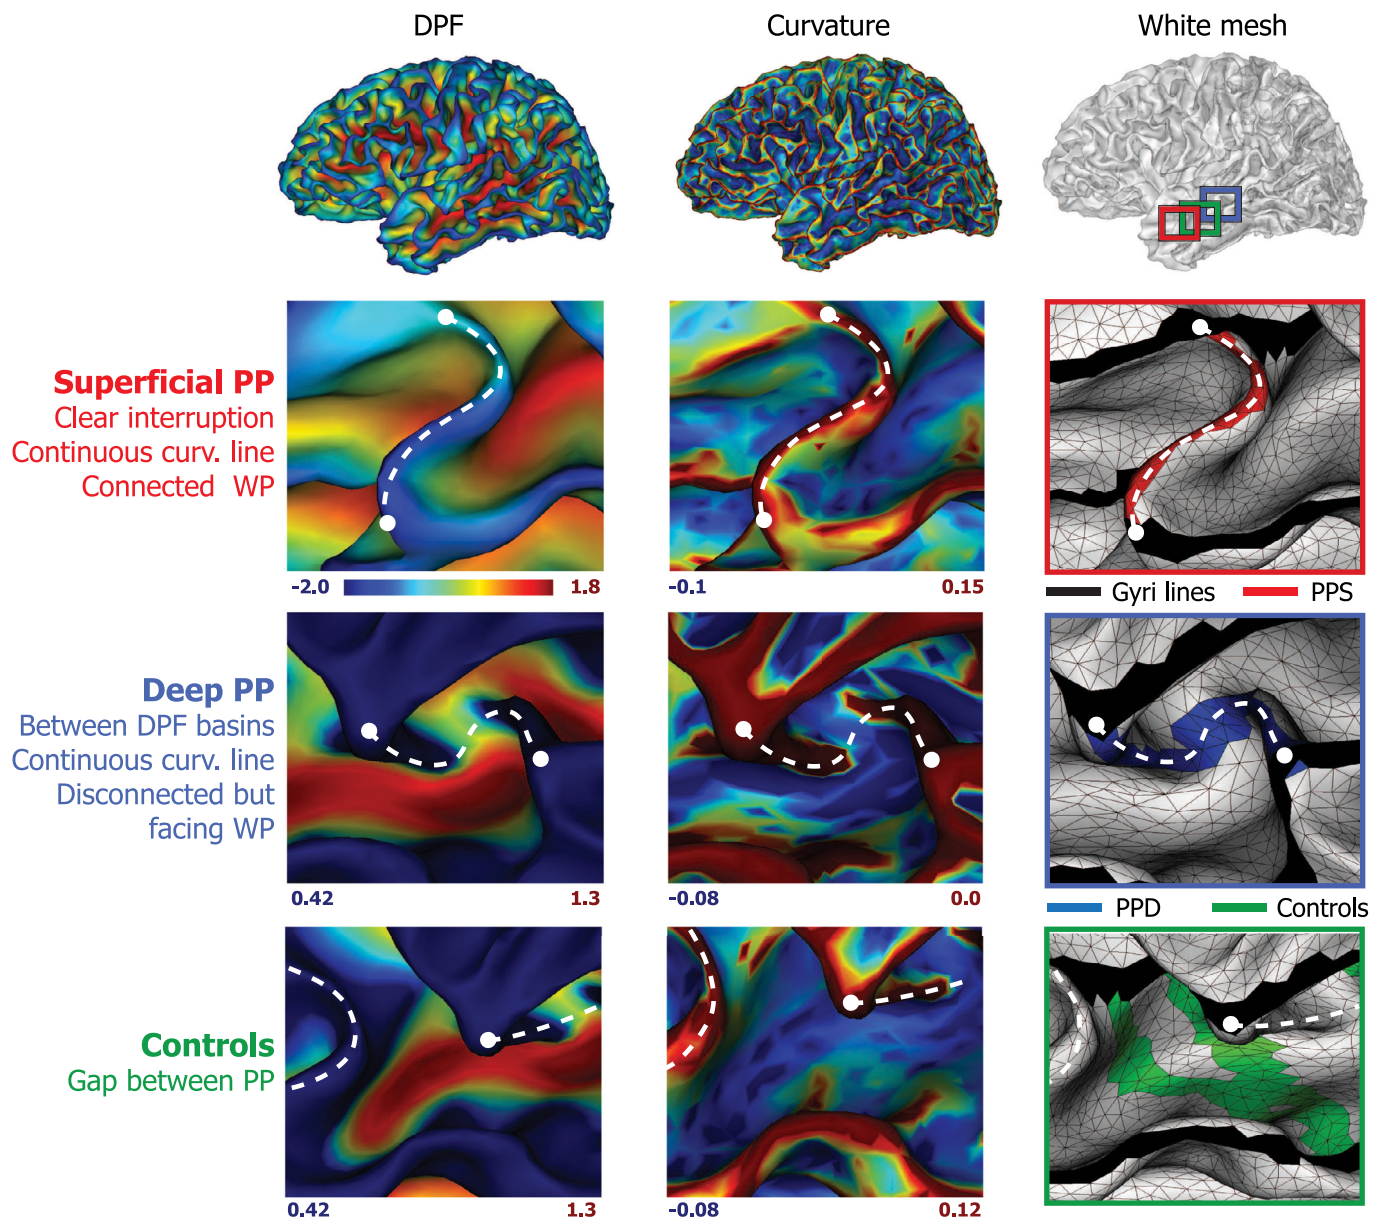 DPF
Curvature
White mesh
Superficial PP
Clear interruption
Continuous curv. line
Connected WP
-2.0
1.8
-0.1
0.15
Gyri lines
PPS
Deep PP
Between DPF basins
Continuous curv. line
Disconnected but
facing WP
0.42
1.3
-0.08
0.0
PPD
Controls
Controls
Gap between PP
0.42
1.3
-0.08
0.12